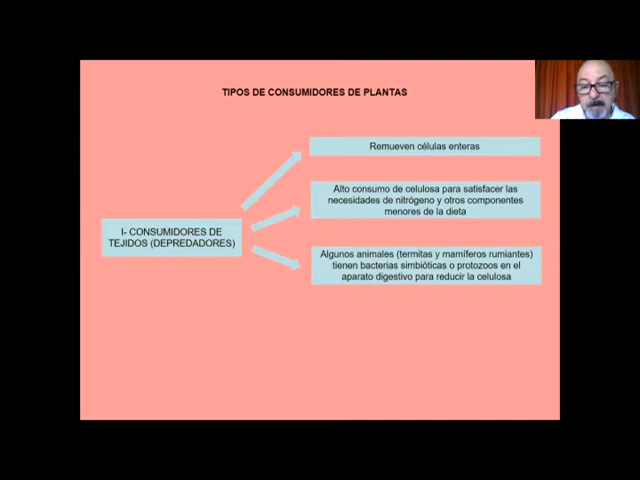 TIPOS DE CONSUMIDORES DE PLANTAS
Remueven células enteras
Alto consumo de celulosa para satisfacer las
necesidades de nitrógeno y otros componentes
menores de la dieta
I- CONSUMIDORES DE
TEJIDOS (DEPREDADORES)
Algunos animales (termitas y mamíferos rumiantes)
tienen bacterias simbióticas o protozoos en el
aparato digestivo para reducir la celulosa